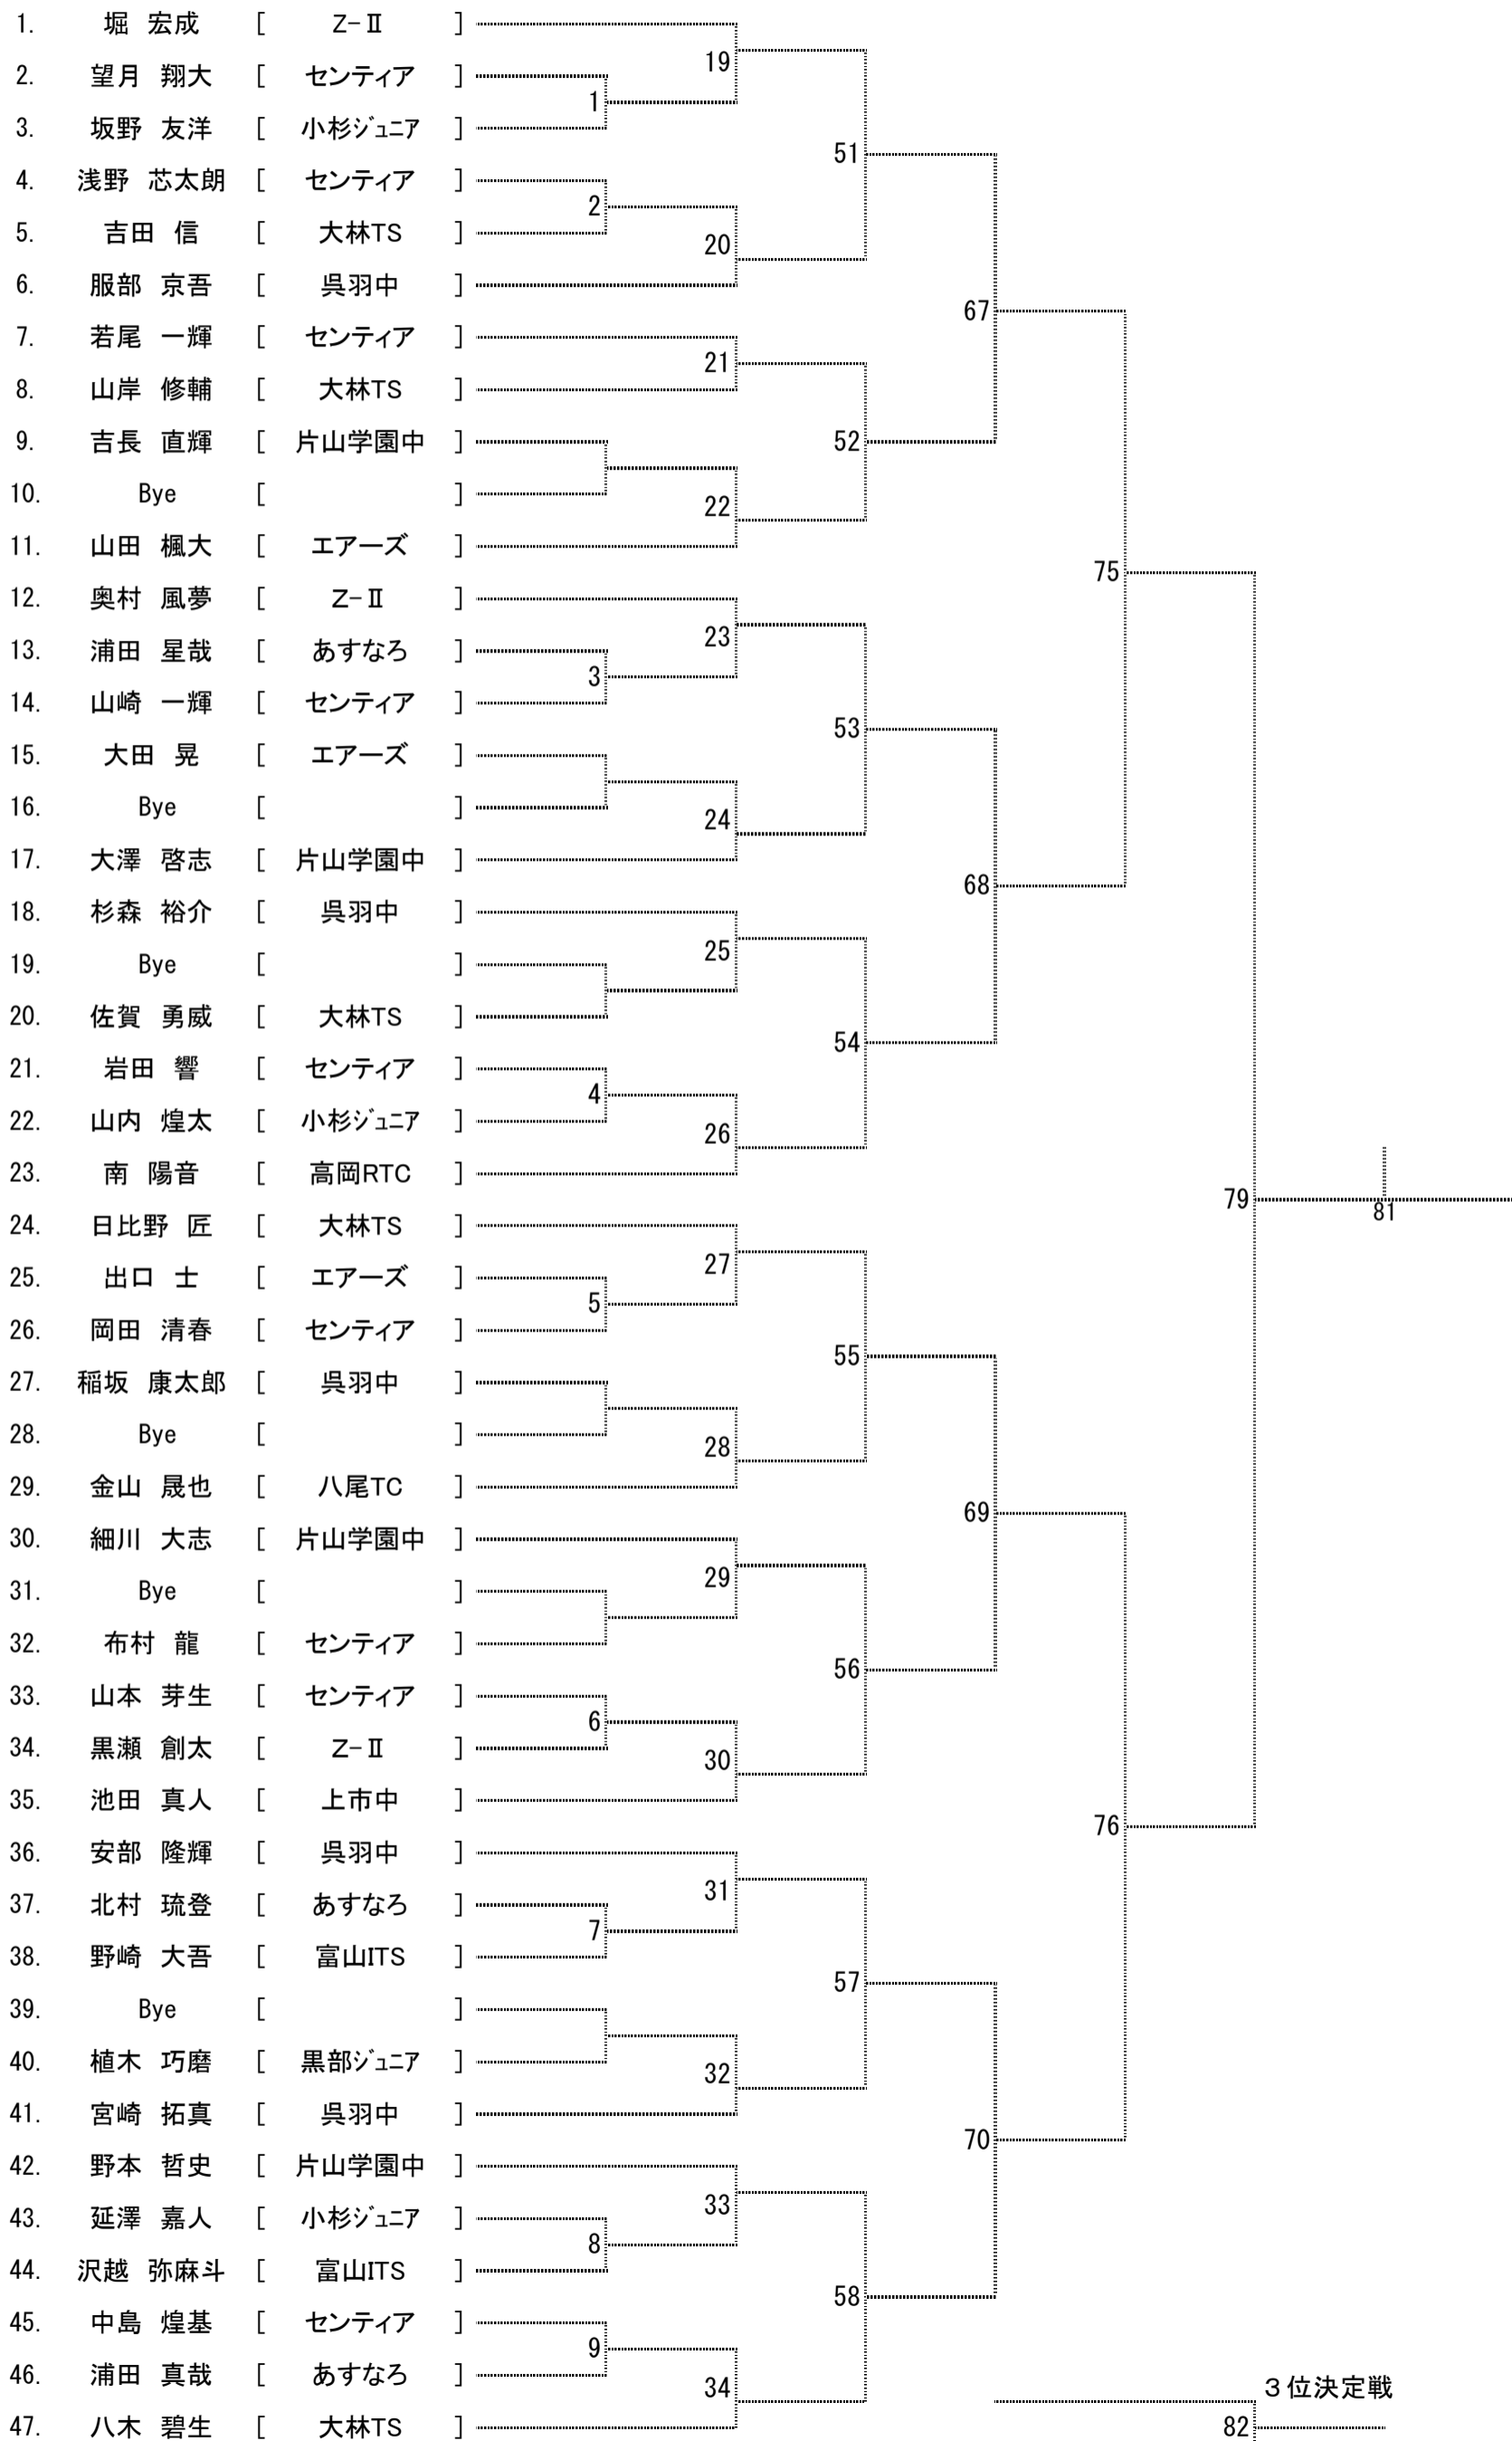 1. 堀 宏成 [ Z-Ⅱ ]
19
2. 望月 翔大 [ センティア ]
1
3. 坂野 友洋 [ 小杉ジュニア ]
51
4. 浅野 芯太朗 [ センティア ]
2
5. 吉田 信 [ 大林TS ]
20
6. 服部 京吾 [ 呉羽中 ]
67
7. 若尾 一輝 [ センティア ]
21
8. 山岸 修輔 [ 大林TS ]
9. 吉長 直輝 [ 片山学園中 ] 52
10. Bye [ ]
22
11. 山田 楓大 [ エアーズ ]
75
12. 奥村 風夢 [ Z-Ⅱ ]
23
13. 浦田 星哉 [ あすなろ ]
3
14. 山崎 一輝 [ センティア ]
53
15. 大田 晃 [ エアーズ ]
16. Bye [ ]
24
17. 大澤 啓志 [ 片山学園中 ]
68
18. 杉森 裕介 [ 呉羽中 ]
25
19. Bye [ ]
20. 佐賀 勇威 [ 大林TS ]
54
21. 岩田 響 [ センティア ]
4
22. 山内 煌太 [ 小杉ジュニア ]
26
23. 南 陽音 [ 高岡RTC ]
79
81
24. 日比野 匠 [ 大林TS ]
27
25. 出口 士 [ エアーズ ]
5
26. 岡田 清春 [ センティア ]
55
27. 稲坂 康太郎 [ 呉羽中 ]
28. Bye [ ]
28
29. 金山 晟也 [ 八尾TC ]
69
30. 細川 大志 [ 片山学園中 ]
29
31. Bye [ ]
32. 布村 龍 [ センティア ]
56
33. 山本 芽生 [ センティア ]
6
34. 黒瀬 創太 [ Z-Ⅱ ]
30
35. 池田 真人 [ 上市中 ]
76
36. 安部 隆輝 [ 呉羽中 ]
31
37. 北村 琉登 [ あすなろ ]
7
38. 野崎 大吾 [ 富山ITS ]
57
39. Bye [ ]
40. 植木 巧磨 [ 黒部ジュニア ]
32
41. 宮崎 拓真 [ 呉羽中 ]
70
42. 野本 哲史 [ 片山学園中 ]
33
43. 延澤 嘉人 [ 小杉ジュニア ]
8
44. 沢越 弥麻斗 [ 富山ITS ]
58
45. 中島 煌基 [ センティア ]
9
46. 浦田 真哉 [ あすなろ ]
34 3位決定戦
47. 八木 碧生 [ 大林TS ] 82